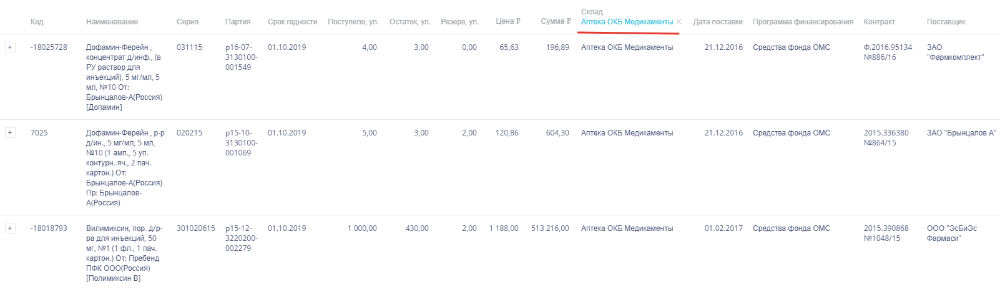 Код Наименование Серия Партия Срок годности Поступило, уп. Остаток, уп. Резерв, уп. Цена ₽ Сумма ₽ Склад Аптека ОКБ Медикаменты × Дата поставки Программа финансирования Контракт Поставщик
+ -18025728 Дофамин-Ферейн , 031115 р16-07- 01.10.2019 4,00 3,00 0,00 65,63 196,89 Аптека ОКБ Медикаменты 21.12.2016 Средства фонда ОМС Ф.2016.95134 ЗАО
концентрат д/инф., (в 3130100- №886/16 "Фармкомплект"
РУ раствор для 001549
инъекций), 5 мг/мл, 5
мл, №10 От:
Брынцалов-А(Россия)
[Допамин]
+ 7025 Дофамин-Ферейн , р-р 020215 р15-10- 01.10.2019 5,00 3,00 2,00 120,86 604,30 Аптека ОКБ Медикаменты 21.12.2016 Средства фонда ОМС 2015.336380 ЗАО "Брынцалов А"
д/ин., 5 мг/мл, 5 мл, 3130100- №864/15
№10 (1 амп., 5 уп. 001069
контурн. яч., 2 пач.
картон.) От:
Брынцалов-А(Россия)
Пр: Брынцалов-
А(Россия)
+ -18018793 Вилимиксин, пор. д/р- 301020615 р15-12- 01.10.2019 1 000,00 430,00 2,00 1 188,00 513 216,00 Аптека ОКБ Медикаменты 01.02.2017 Средства фонда ОМС 2015.390868 ООО "ЭсБиЭс
ра для инъекций, 50 3220200- №1048/15 Фармаси"
мг, №1 (1 фл., 1 пач. 002279
картон.) От: Пребенд
ПФК ООО(Россия)
[Полимиксин В]